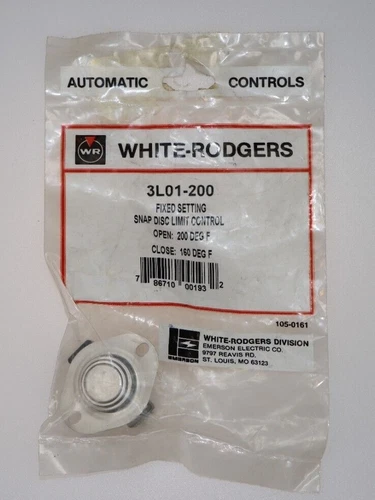 AUTOMATIC CONTROLS
WR
WHITE-RODGERS
3L01-200
FIXED SETTING
SNAP DISC LIMIT CONTROL
OPEN: 200 DEG F
CLOSE: 160 DEG F
7 86710 00193 2
105-0161
EMERSON
WHITE-RODGERS DIVISION
EMERSON ELECTRIC CO.
9797 REAVIS RD.
ST. LOUIS, MO 63123